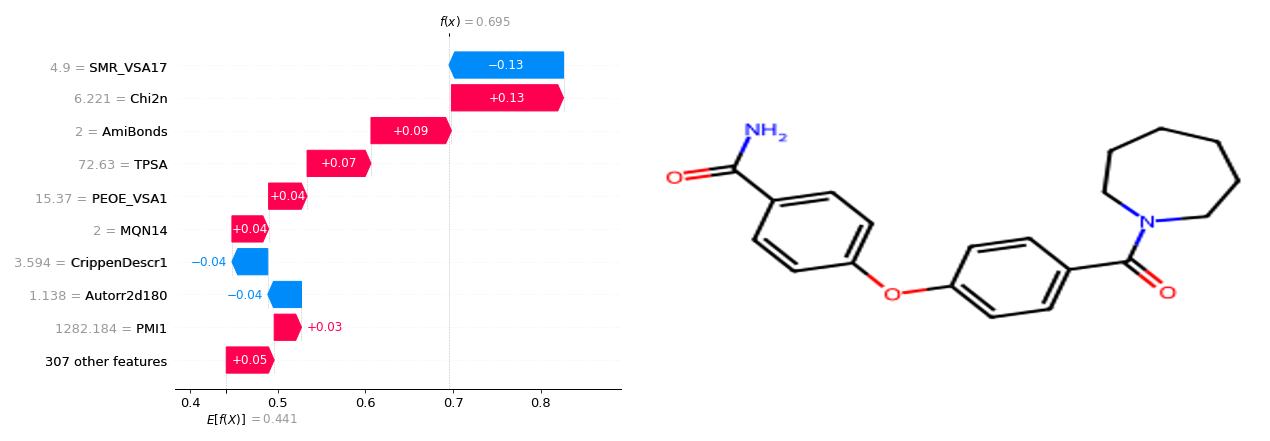 f(x) = 0.695
4.9 = SMR_VSA17
−0.13
6.221 = Chi2n
+0.13
2 = AmiBonds
+0.09
72.63 = TPSA
+0.07
15.37 = PEOE_VSA1
+0.04
2 = MQN14
+0.04
3.594 = CrippenDescr1
−0.04
1.138 = Autorr2d180
−0.04
1282.184 = PMI1
+0.03
307 other features
+0.05
0.4 0.5 0.6 0.7 0.8
E[f(X)] = 0.441
NH₂
O
N
O
O